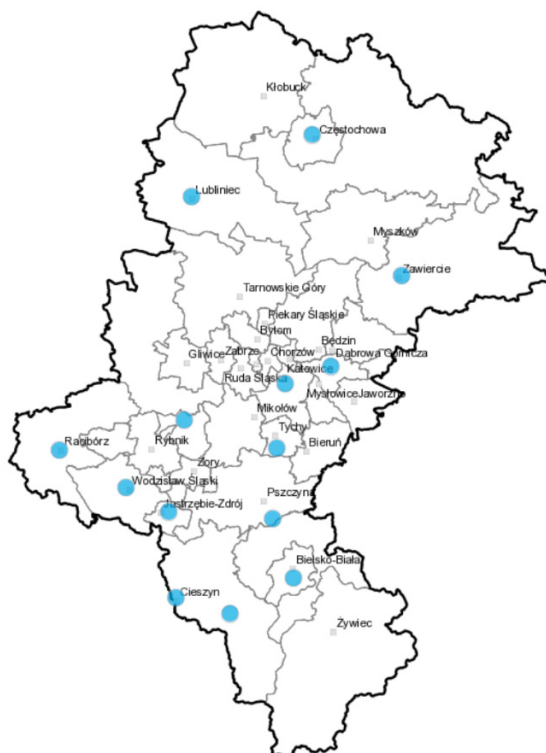 Kłobuck
Częstochowa
Lubliniec
Myszków
Zawiercie
Tarnowskie Góry
Piekary Śląskie
Bytom
Będzin
Gliwice
Zabrze
Chorzów
Dąbrowa Górnicza
Ruda Śląska
Katowice
Mysłowice
Jaworzno
Mikołów
Tychy
Racibórz
Rybnik
Bieruń
Żory
Wodzisław Śląski
Jastrzębie-Zdrój
Pszczyna
Bielsko-Biała
Cieszyn
Żywiec